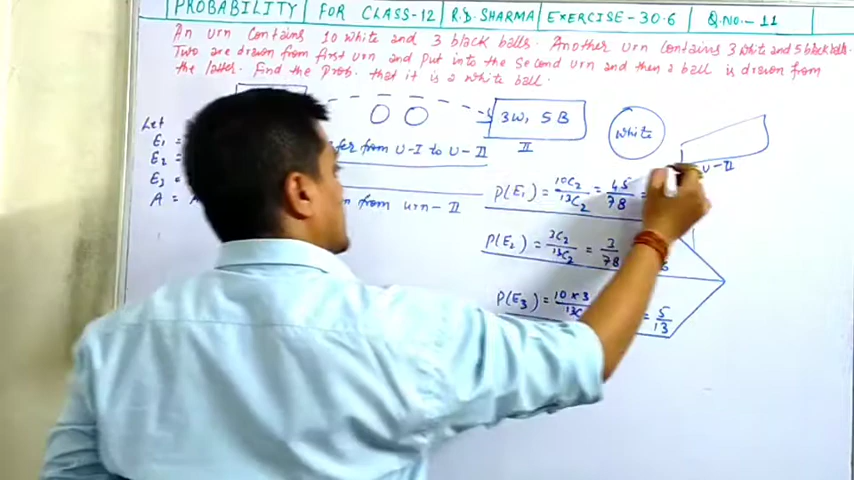 PROBABILITY FOR CLASS-12 R.D. SHARMA EXERCISE-30.6 Q.NO.-11
An urn Contains 10 white and 3 black balls. Another urn contains 3 white and 5 black balls.
Two are drawn from first urn and put into the second urn and then a ball is drawn from
the latter. Find the Prob. that it is a white ball.
3W, 5B
II
White
U-II
Let
E1 =
E2 =
E3 =
A =
from U-I to U-II
from urn-II
P(E1) = 10C2/13C2 = 45/78 =
P(E2) = 3C2/13C2 = 3/78
P(E3) = 10×3/13C2 = 5/13